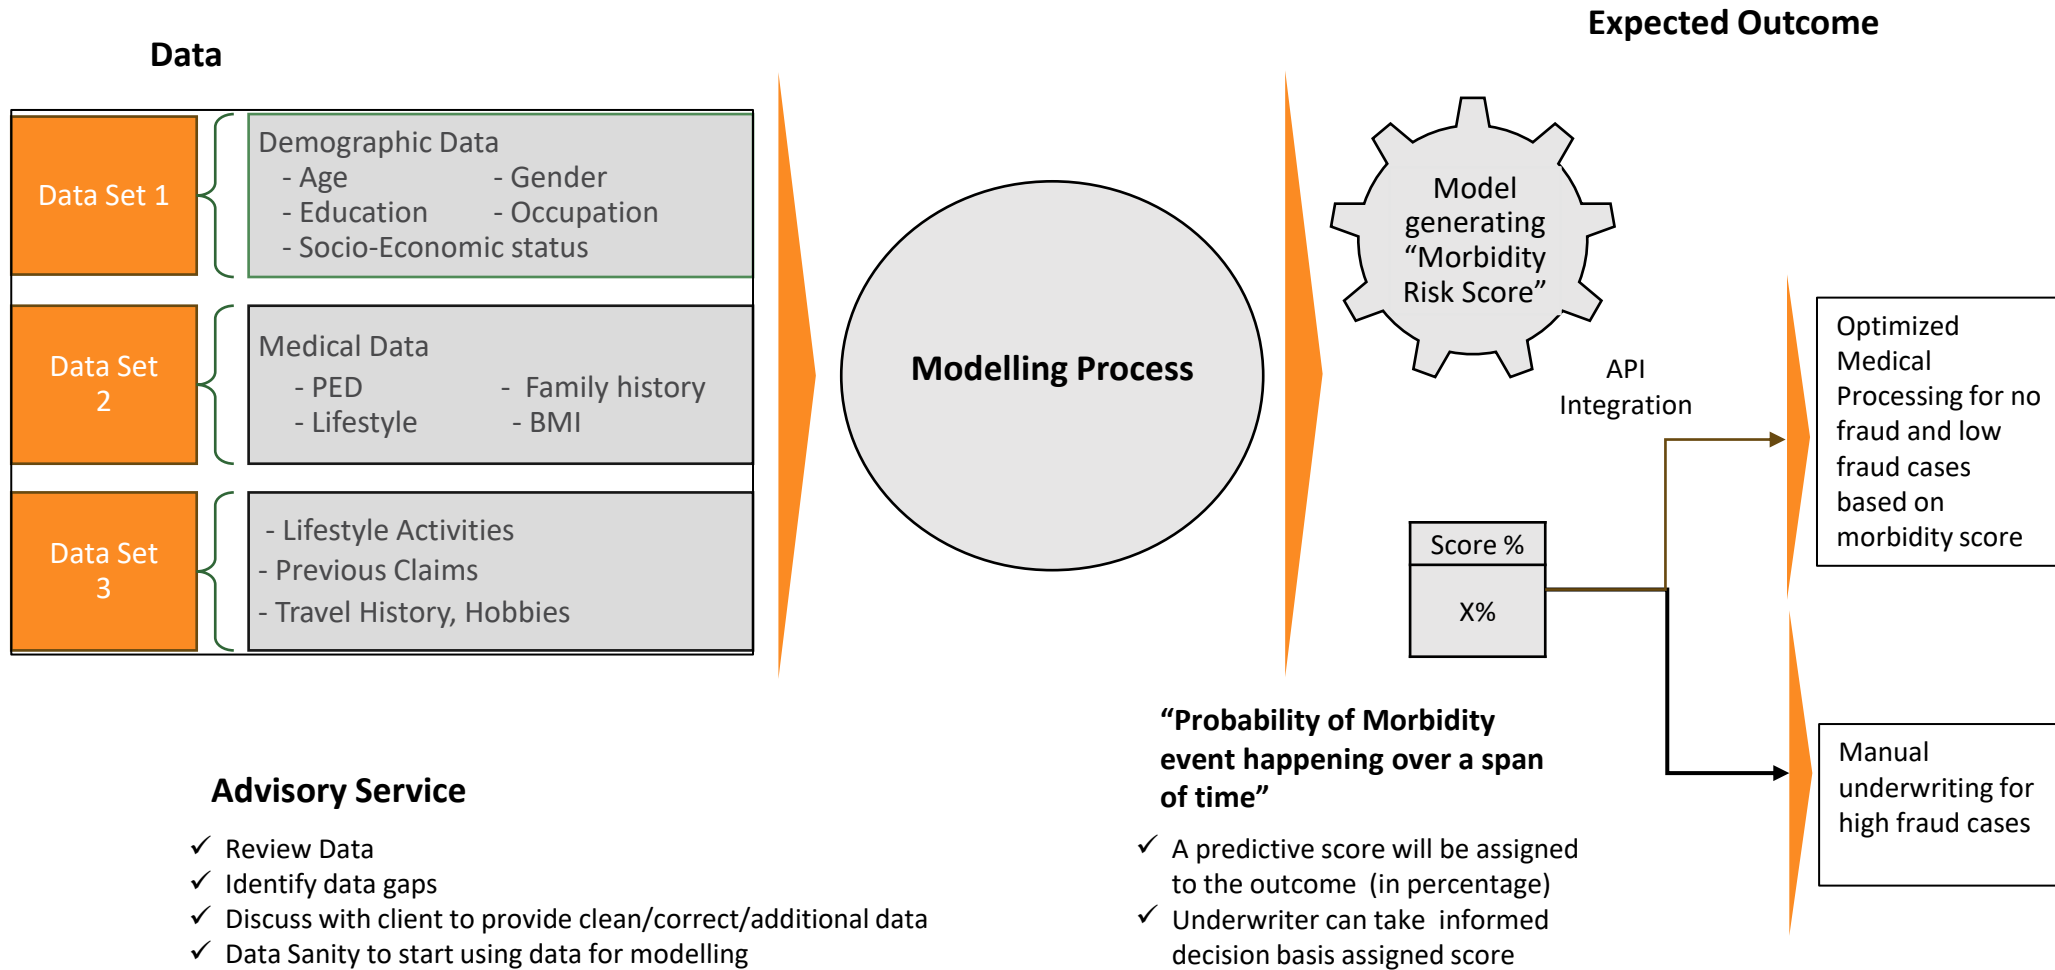 Data
Data Set 1
Demographic Data
- Age - Gender
- Education - Occupation
- Socio-Economic status
Data Set
2
Medical Data
- PED - Family history
- Lifestyle - BMI
Data Set
3
- Lifestyle Activities
- Previous Claims
- Travel History, Hobbies
Advisory Service
✓ Review Data
✓ Identify data gaps
✓ Discuss with client to provide clean/correct/additional data
✓ Data Sanity to start using data for modelling
Modelling Process
Expected Outcome
Model
generating
“Morbidity
Risk Score”
API
Integration
Score %
X%
“Probability of Morbidity
event happening over a span
of time”
✓ A predictive score will be assigned
to the outcome (in percentage)
✓ Underwriter can take informed
decision basis assigned score
Optimized
Medical
Processing for no
fraud and low
fraud cases
based on
morbidity score
Manual
underwriting for
high fraud cases